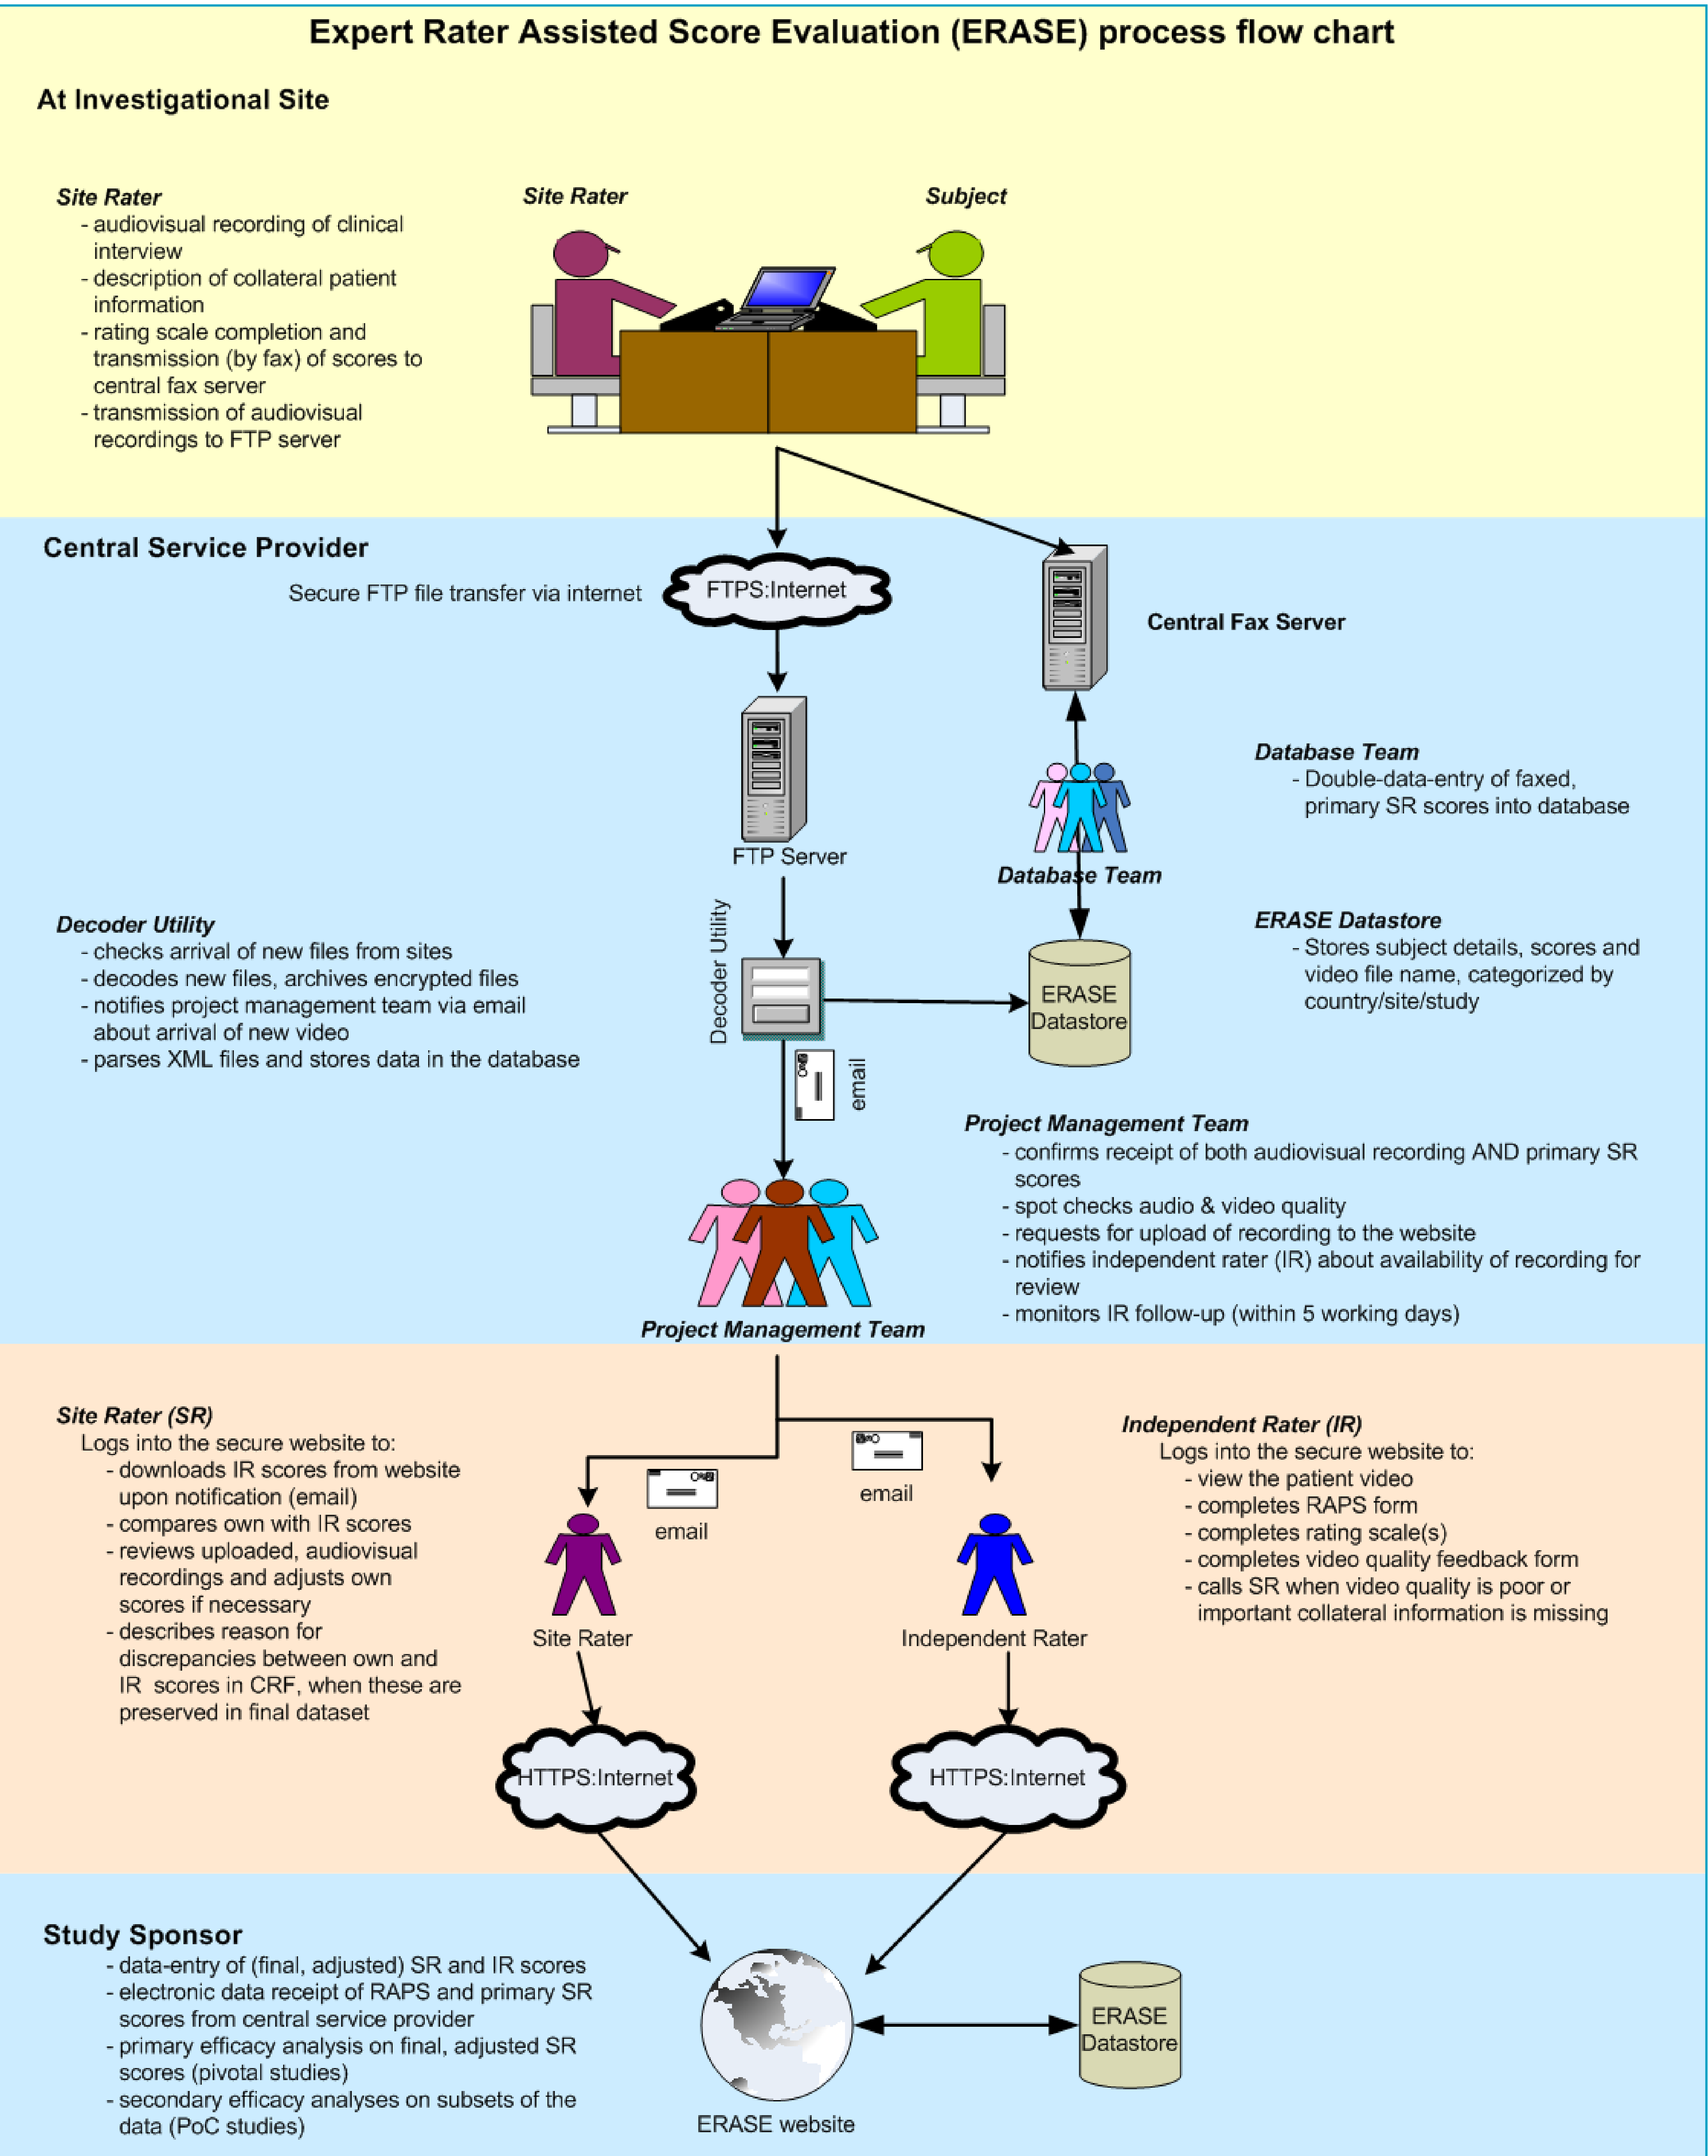 Expert Rater Assisted Score Evaluation (ERASE) process flow chart
At Investigational Site
Site Rater
- audiovisual recording of clinical
interview
- description of collateral patient
information
- rating scale completion and
transmission (by fax) of scores to
central fax server
- transmission of audiovisual
recordings to FTP server
Site Rater
Subject
Central Service Provider
Secure FTP file transfer via internet
FTPS:Internet
Central Fax Server
FTP Server
Database Team
- Double-data-entry of faxed,
primary SR scores into database
Database Team
Decoder Utility
- checks arrival of new files from sites
- decodes new files, archives encrypted files
- notifies project management team via email
about arrival of new video
- parses XML files and stores data in the database
Decoder Utility
ERASE
Datastore
ERASE Datastore
- Stores subject details, scores and
video file name, categorized by
country/site/study
email
Project Management Team
- confirms receipt of both audiovisual recording AND primary SR
scores
- spot checks audio & video quality
- requests for upload of recording to the website
- notifies independent rater (IR) about availability of recording for
review
- monitors IR follow-up (within 5 working days)
Project Management Team
Site Rater (SR)
Logs into the secure website to:
- downloads IR scores from website
upon notification (email)
- compares own with IR scores
- reviews uploaded, audiovisual
recordings and adjusts own
scores if necessary
- describes reason for
discrepancies between own and
IR scores in CRF, when these are
preserved in final dataset
email
email
Site Rater
Independent Rater
Independent Rater (IR)
Logs into the secure website to:
- view the patient video
- completes RAPS form
- completes rating scale(s)
- completes video quality feedback form
- calls SR when video quality is poor or
important collateral information is missing
HTTPS:Internet
HTTPS:Internet
Study Sponsor
- data-entry of (final, adjusted) SR and IR scores
- electronic data receipt of RAPS and primary SR
scores from central service provider
- primary efficacy analysis on final, adjusted SR
scores (pivotal studies)
- secondary efficacy analyses on subsets of the
data (PoC studies)
ERASE website
ERASE
Datastore